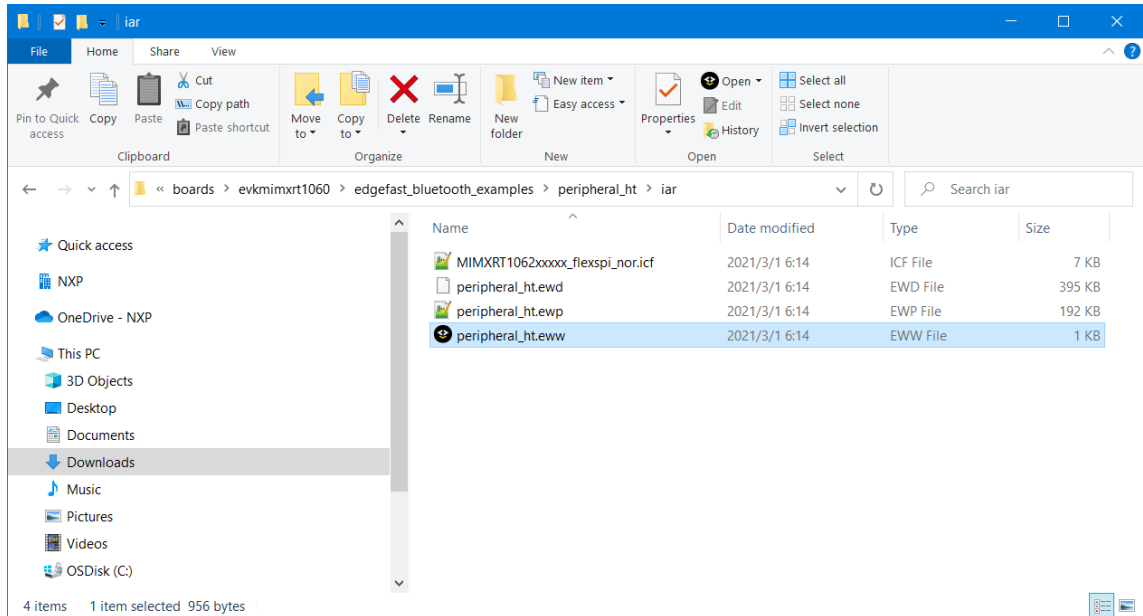 iar
File Home Share View
Pin to Quick access
Copy
Paste
Cut
Copy path
Paste shortcut
Clipboard
Move to
Copy to
Delete
Rename
Organize
New folder
New item
Easy access
New
Properties
Open
Edit
History
Open
Select all
Select none
Invert selection
Select
« boards > evkmimxrt1060 > edgefast_bluetooth_examples > peripheral_ht > iar
Search iar
Quick access
NXP
OneDrive - NXP
This PC
3D Objects
Desktop
Documents
Downloads
Music
Pictures
Videos
OSDisk (C:)
Name Date modified Type Size
MIMXRT1062xxxxx_flexspi_nor.icf 2021/3/1 6:14 ICF File 7 KB
peripheral_ht.ewd 2021/3/1 6:14 EWD File 395 KB
peripheral_ht.ewp 2021/3/1 6:14 EWP File 192 KB
peripheral_ht.eww 2021/3/1 6:14 EWW File 1 KB
4 items 1 item selected 956 bytes